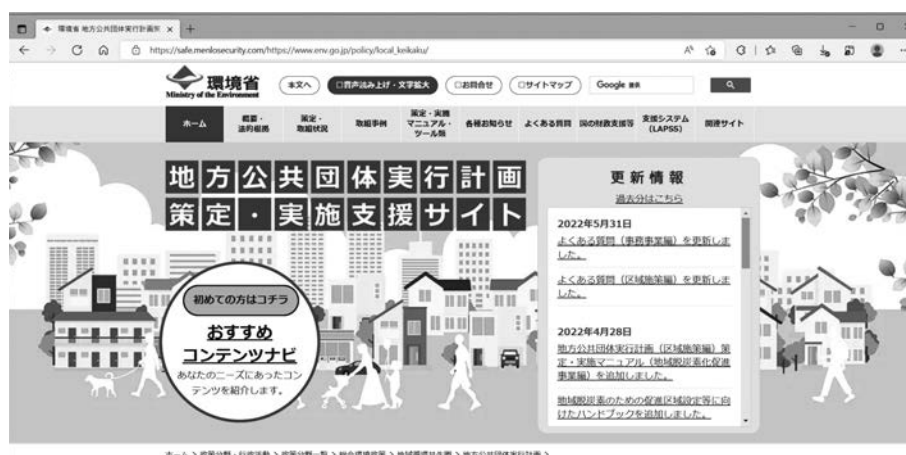 環境省 地方公共団体実行計画策
https://safe.menlosecurity.com/https://www.env.go.jp/policy/local_keikaku/
環境省
Ministry of the Environment
本文へ
音声読み上げ・文字拡大
お問合せ
サイトマップ
Google
ホーム
概要・
法的根拠
策定・
取組状況
取組事例
策定・実施
マニュアル・
ツール類
各種お知らせ
よくある質問
国の財政支援等
支援システム
(LAPSS)
関連サイト
地方公共団体実行計画
策定・実施支援サイト
初めての方はコチラ
おすすめ
コンテンツナビ
あなたのニーズにあったコン
テンツを紹介します。
更新情報
過去分はこちら
2022年5月31日
よくある質問（事務事業編）を更新しま
した。
よくある質問（区域施策編）を更新しま
した。
2022年4月28日
地方公共団体実行計画（区域施策編）策
定・実施マニュアル（地域脱炭素化促進
事業編）を追加しました。
地域脱炭素のための促進区域設定等に向
けたハンドブックを追加しました。